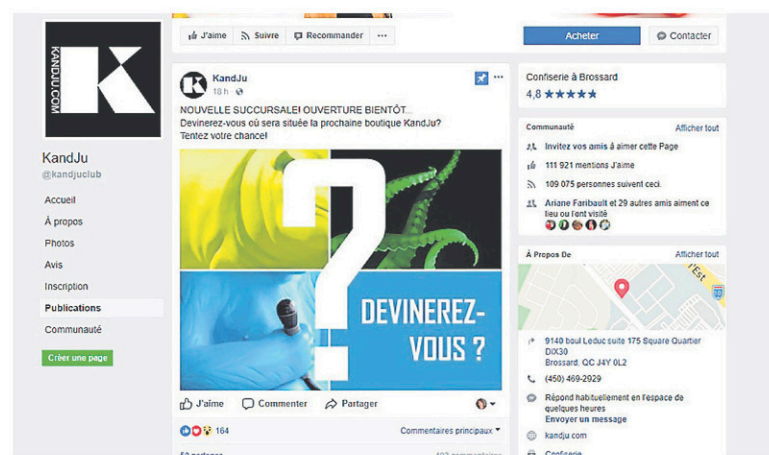 J'aime Suivre Recommander ...
Acheter
Contacter
KANDJU.COM
K
KandJu
@kandjuclub
Accueil
À propos
Photos
Avis
Inscription
Publications
Communauté
Créer une page
KandJu
18 h
NOUVELLE SUCCURSALE! OUVERTURE BIENTÔT...
Devinerez-vous où sera située la prochaine boutique KandJu?
Tentez votre chance!
?
DEVINEREZ-
VOUS ?
J'aime Commenter Partager
164
Commentaires principaux
Confiserie à Brossard
4,8 ★★★★★
Communauté Afficher tout
Invitez vos amis à aimer cette Page
111 921 mentions J'aime
109 075 personnes suivent ceci.
Ariane Faribault et 29 autres amis aiment ce
lieu ou l'ont visité
À Propos De Afficher tout
l'Est
9140 boul Leduc suite 175 Square Quartier
DIX30
Brossard, QC J4Y 0L2
(450) 469-2929
Répond habituellement en l'espace de
quelques heures
Envoyer un message
kandju.com
Confiserie